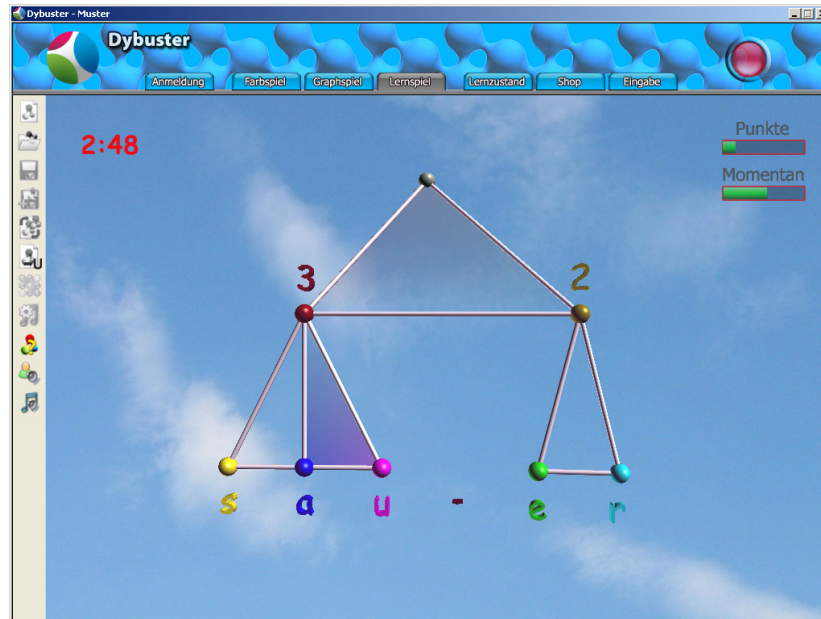 Dybuster - Muster
Dybuster
Anmeldung Farbspiel Graphspiel Lernspiel Lernzustand Shop Eingabe
2:48
Punkte
Momentan
3 2
s a u - e r